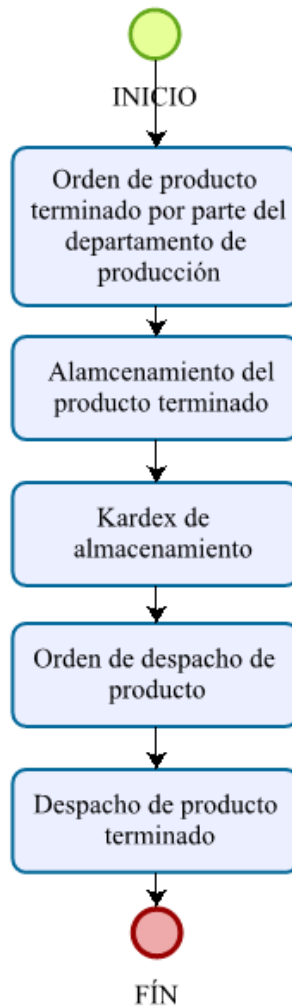 INICIO
Orden de producto
terminado por parte del
departamento de
producción
Alamcenamiento del
producto terminado
Kardex de
almacenamiento
Orden de despacho de
producto
Despacho de producto
terminado
FÍN